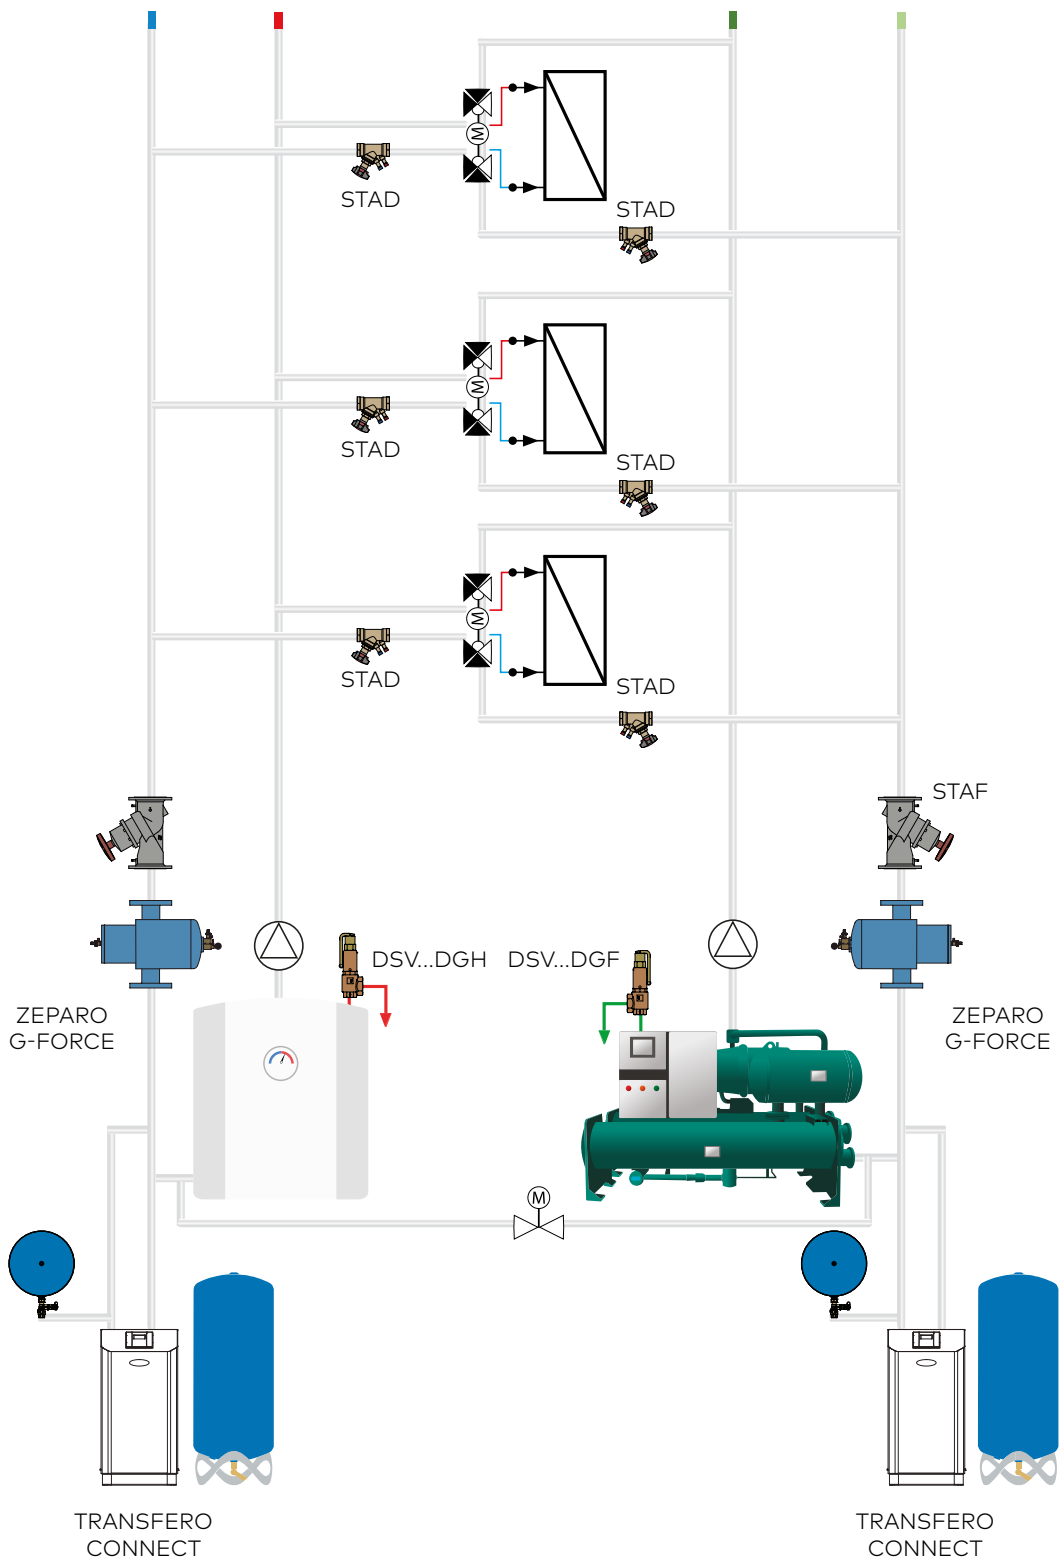 M
STAD
STAD
M
STAD
STAD
M
STAD
STAD
STAF
DSV...DGH
DSV...DGF
ZEPARO
G-FORCE
ZEPARO
G-FORCE
M
TRANSFERO
CONNECT
TRANSFERO
CONNECT